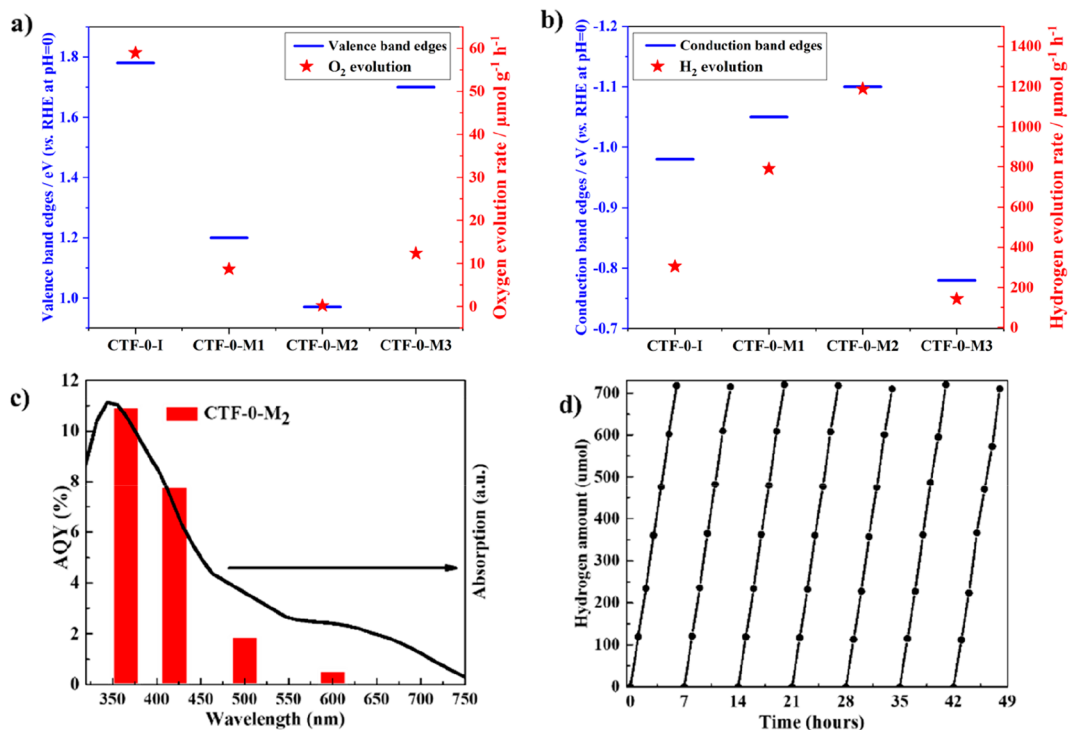 a)
Valence band edges / eV (vs. RHE at pH=0)
1.8
1.6
1.4
1.2
1.0
Valence band edges
O2 evolution
60
50
40
30
20
10
0
Oxygen evolution rate / μmol g-1 h-1
CTF-0-I CTF-0-M1 CTF-0-M2 CTF-0-M3
b)
Conduction band edges / eV (vs. RHE at pH=0)
-1.2
-1.1
-1.0
-0.9
-0.8
-0.7
Conduction band edges
H2 evolution
1400
1200
1000
800
600
400
200
0
Hydrogen evolution rate / μmol g-1 h-1
CTF-0-I CTF-0-M1 CTF-0-M2 CTF-0-M3
c)
AQY (%)
12
10
8
6
4
2
0
CTF-0-M2
Absorption (a.u.)
350 400 450 500 550 600 650 700 750
Wavelength (nm)
d)
Hydrogen amount (umol)
700
600
500
400
300
200
100
0
0 7 14 21 28 35 42 49
Time (hours)